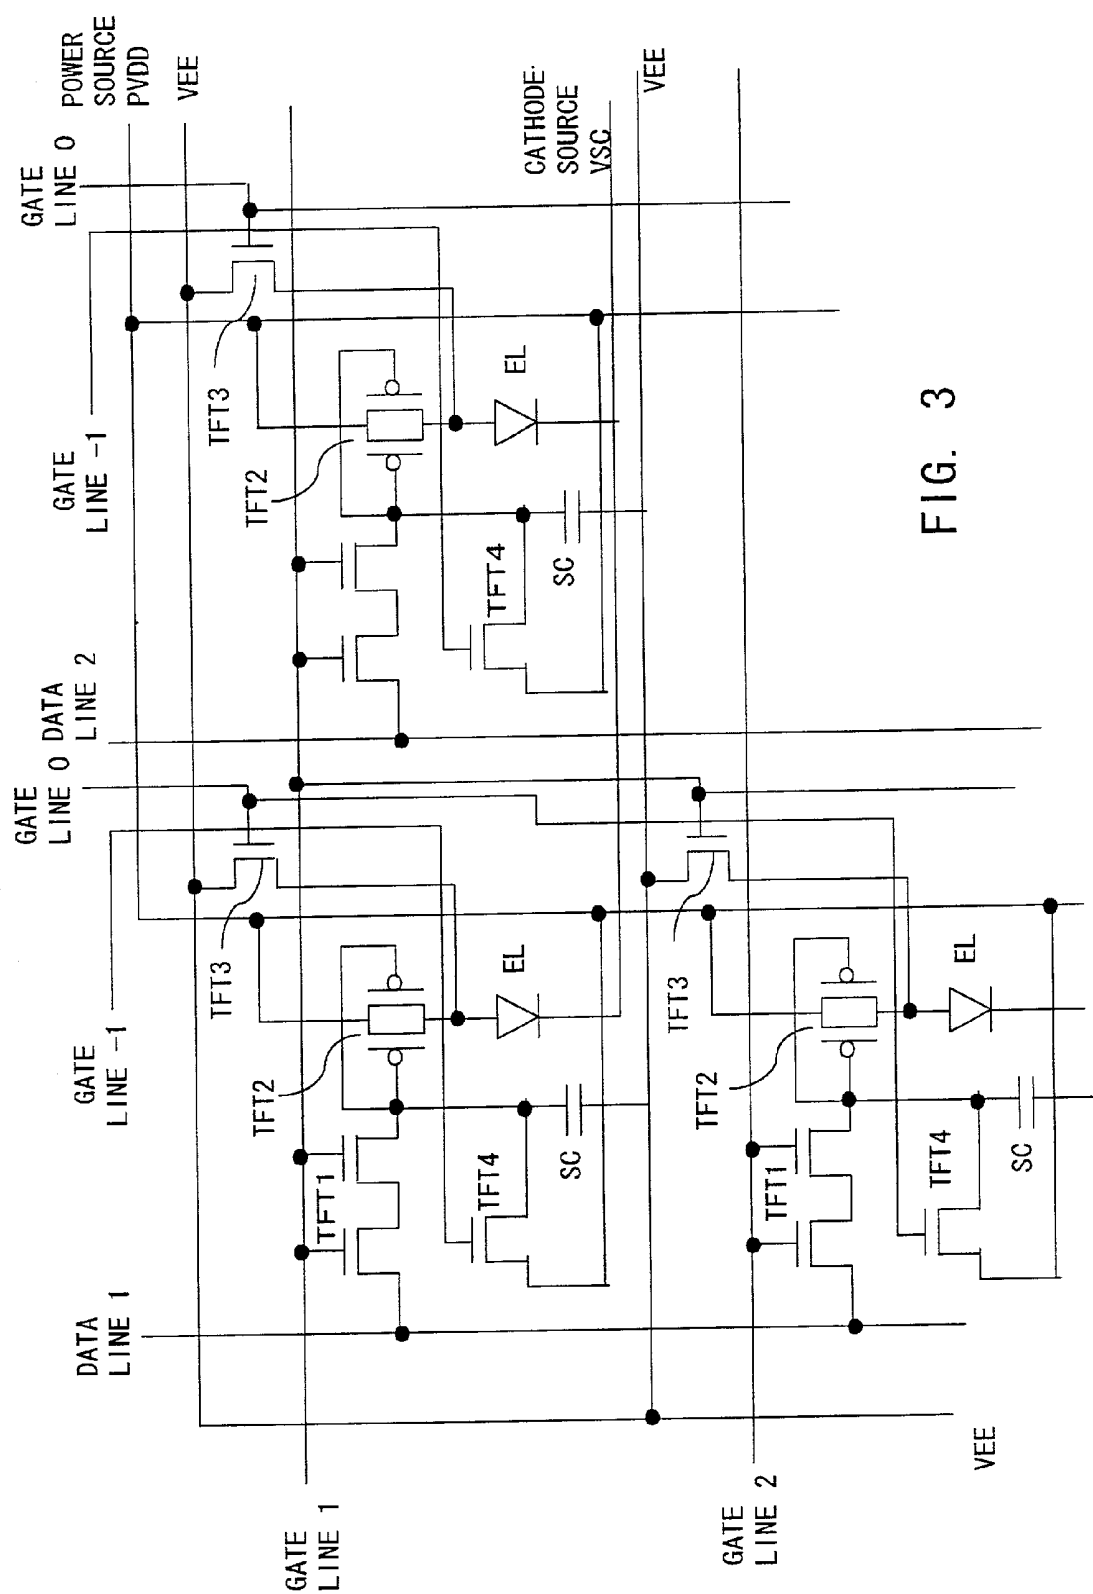 GATE
LINE 0
POWER
SOURCE
PVDD
VEE
GATE
LINE -1
TFT3
TFT2
EL
CATHODE·
SOURCE
VSC
VEE
TFT4
SC
DATA
LINE 2
GATE
LINE 0
GATE
LINE -1
TFT3
TFT2
EL
TFT1
TFT4
SC
TFT3
TFT2
EL
TFT1
TFT4
SC
DATA
LINE 1
VEE
GATE
LINE 1
GATE
LINE 2
FIG. 3